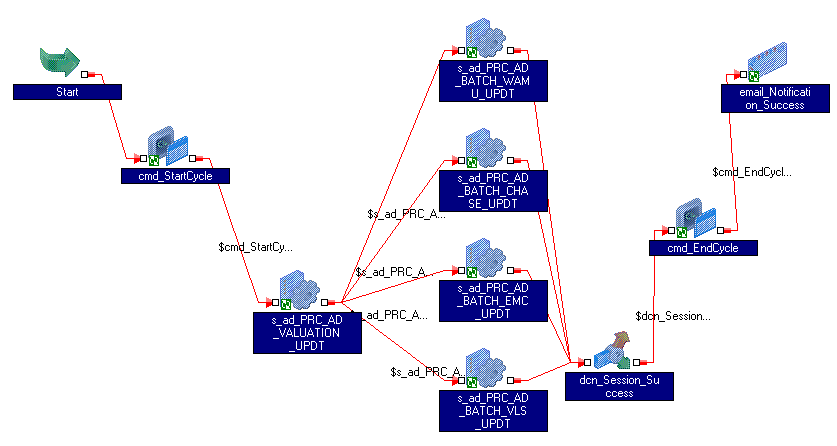 Start
cmd_StartCycle
$cmd_StartCy...
s_ad_PRC_AD
_VALUATION
_UPDT
s_ad_PRC_AD
_BATCH_WAM
U_UPDT
s_ad_PRC_AD
_BATCH_CHA
SE_UPDT
$s_ad_PRC_A...
s_ad_PRC_AD
_BATCH_EMC
_UPDT
$s_ad_PRC_A...
_ad_PRC_A...
s_ad_PRC_AD
_BATCH_VLS
_UPDT
$s_ad_PRC_A...
dcn_Session_Su
ccess
$dcn_Session...
cmd_EndCycle
$cmd_EndCycl...
email_Notificati
on_Success